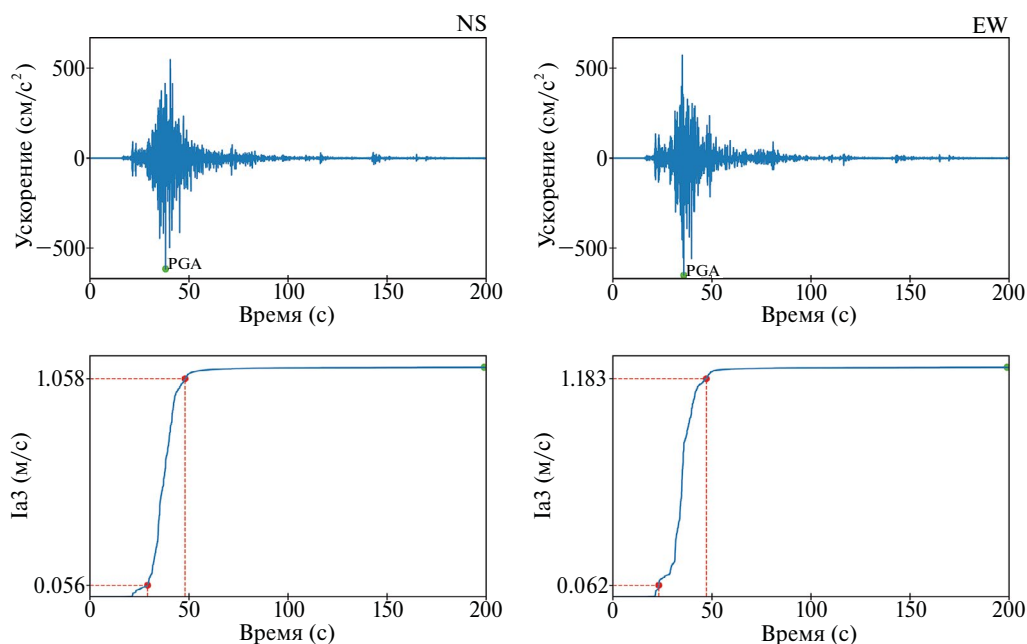 NS
500
0
−500
Ускорение (см/с²)
PGA
0 50 100 150 200
Время (с)
EW
500
0
−500
Ускорение (см/с²)
PGA
0 50 100 150 200
Время (с)
1.058
0.056
Ia3 (м/с)
0 50 100 150 200
Время (с)
1.183
0.062
Ia3 (м/с)
0 50 100 150 200
Время (с)